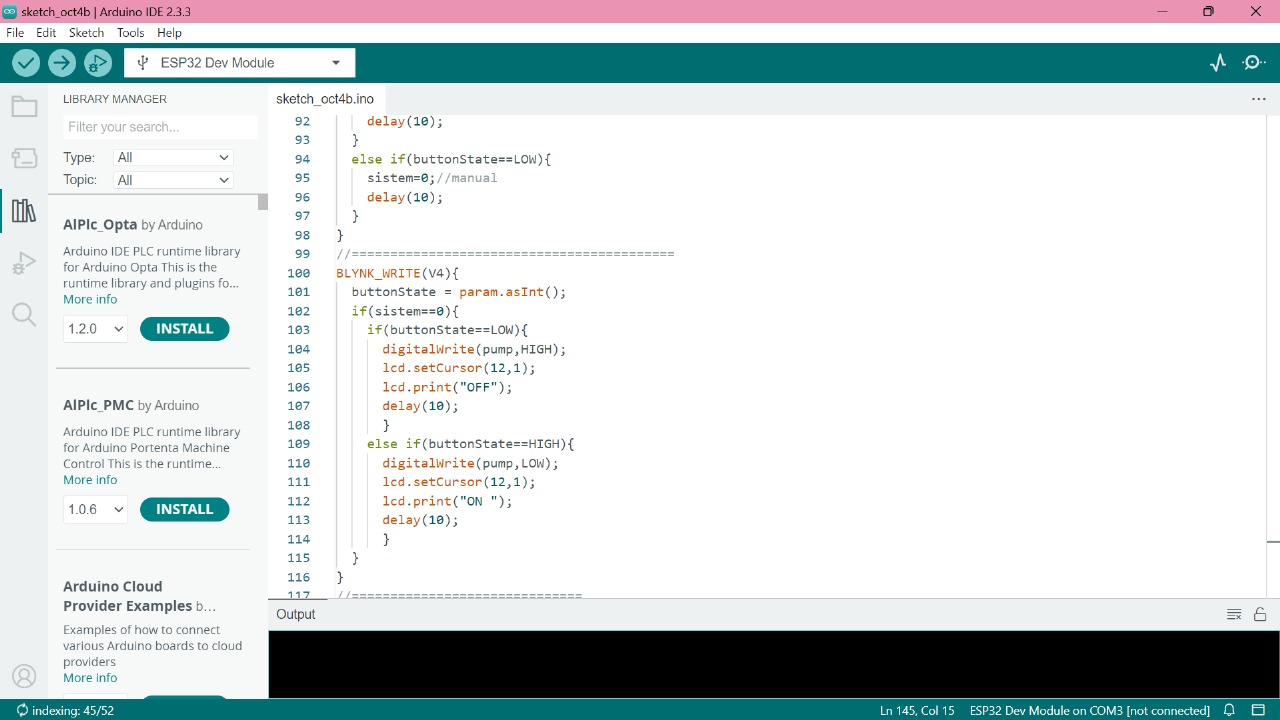 sketch_oct4b | Arduino IDE 2.3.3
File Edit Sketch Tools Help
ESP32 Dev Module
LIBRARY MANAGER
Filter your search...
Type: All
Topic: All
AlPlc_Opta by Arduino
Arduino IDE PLC runtime library
for Arduino Opta This is the
runtime library and plugins fo...
More info
1.2.0 INSTALL
AlPlc_PMC by Arduino
Arduino IDE PLC runtime library
for Arduino Portenta Machine
Control This is the runtime...
More info
1.0.6 INSTALL
Arduino Cloud
Provider Examples b...
Examples of how to connect
various Arduino boards to cloud
providers
More info
sketch_oct4b.ino
92 delay(10);
93 }
94 else if(buttonState==LOW){
95 sistem=0;//manual
96 delay(10);
97 }
98 }
99 //==========================================
100 BLYNK_WRITE(V4){
101 buttonState = param.asInt();
102 if(sistem==0){
103 if(buttonState==LOW){
104 digitalWrite(pump,HIGH);
105 lcd.setCursor(12,1);
106 lcd.print("OFF");
107 delay(10);
108 }
109 else if(buttonState==HIGH){
110 digitalWrite(pump,LOW);
111 lcd.setCursor(12,1);
112 lcd.print("ON ");
113 delay(10);
114 }
115 }
116 }
117 //==============================
Output
indexing: 45/52
Ln 145, Col 15 ESP32 Dev Module on COM3 [not connected]